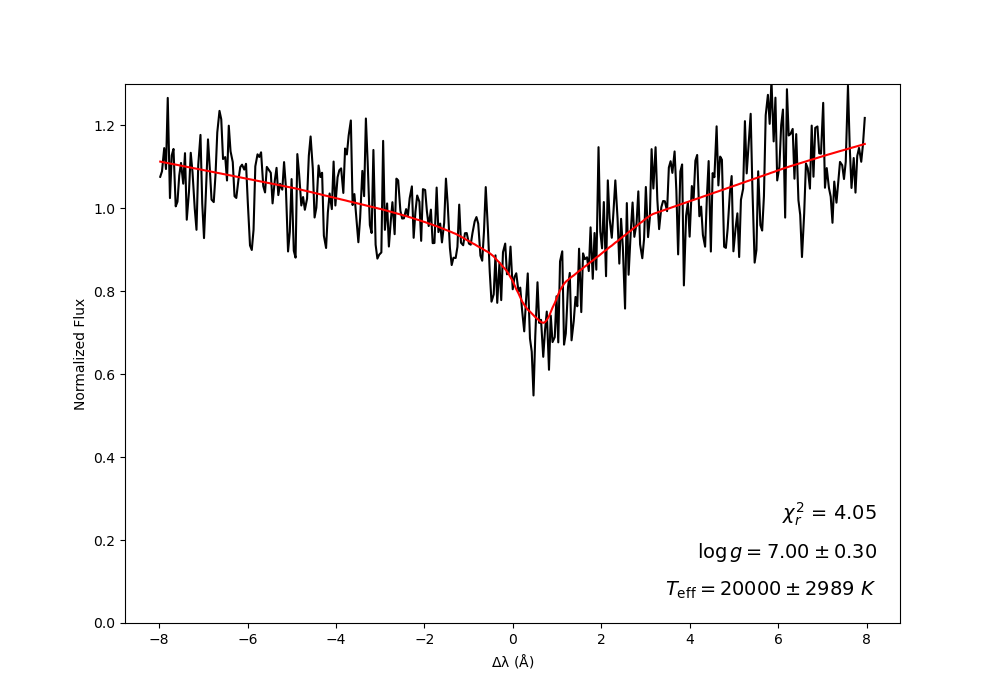 1.2
1.0
0.8
0.6
0.4
0.2
0.0
Normalized Flux
χ²ᵣ = 4.05
log g = 7.00 ± 0.30
T_eff = 20000 ± 2989 K
−8 −6 −4 −2 0 2 4 6 8
Δλ (Å)